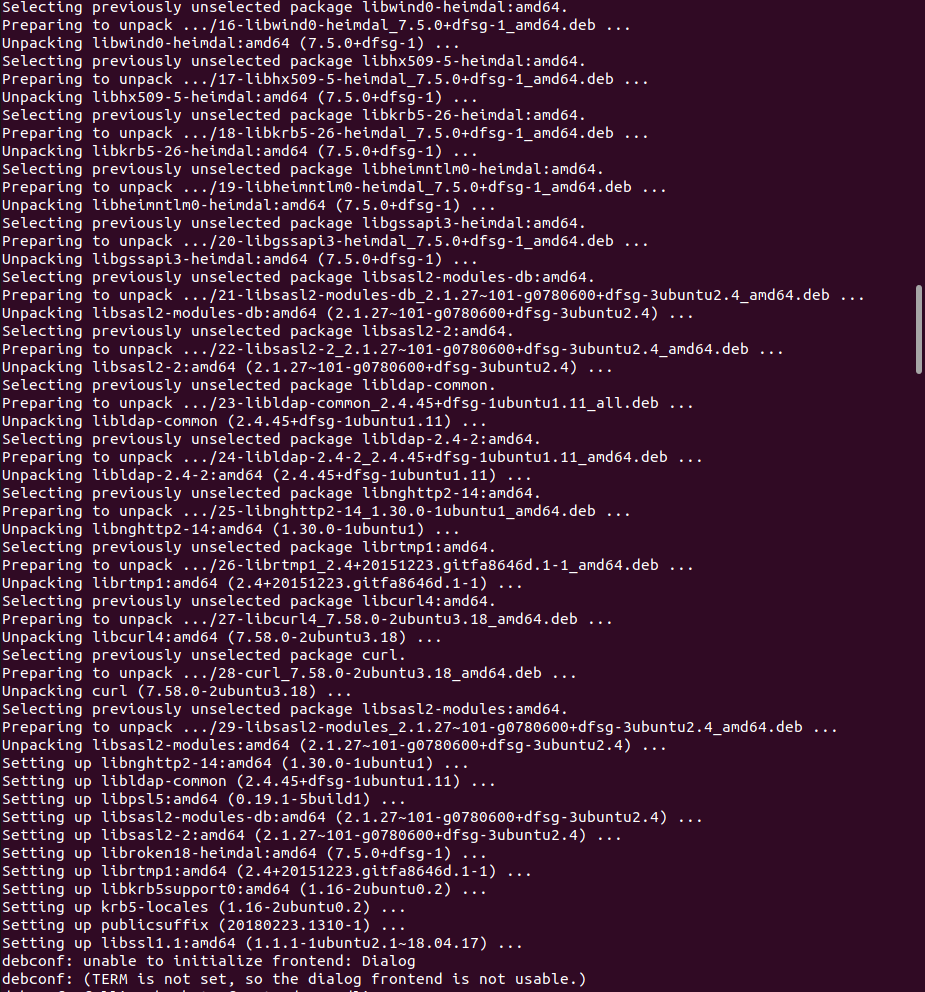 Selecting previously unselected package libwind0-heimdal:amd64.
Preparing to unpack .../16-libwind0-heimdal_7.5.0+dfsg-1_amd64.deb ...
Unpacking libwind0-heimdal:amd64 (7.5.0+dfsg-1) ...
Selecting previously unselected package libhx509-5-heimdal:amd64.
Preparing to unpack .../17-libhx509-5-heimdal_7.5.0+dfsg-1_amd64.deb ...
Unpacking libhx509-5-heimdal:amd64 (7.5.0+dfsg-1) ...
Selecting previously unselected package libkrb5-26-heimdal:amd64.
Preparing to unpack .../18-libkrb5-26-heimdal_7.5.0+dfsg-1_amd64.deb ...
Unpacking libkrb5-26-heimdal:amd64 (7.5.0+dfsg-1) ...
Selecting previously unselected package libheimntlm0-heimdal:amd64.
Preparing to unpack .../19-libheimntlm0-heimdal_7.5.0+dfsg-1_amd64.deb ...
Unpacking libheimntlm0-heimdal:amd64 (7.5.0+dfsg-1) ...
Selecting previously unselected package libgssapi3-heimdal:amd64.
Preparing to unpack .../20-libgssapi3-heimdal_7.5.0+dfsg-1_amd64.deb ...
Unpacking libgssapi3-heimdal:amd64 (7.5.0+dfsg-1) ...
Selecting previously unselected package libsasl2-modules-db:amd64.
Preparing to unpack .../21-libsasl2-modules-db_2.1.27~101-g0780600+dfsg-3ubuntu2.4_amd64.deb ...
Unpacking libsasl2-modules-db:amd64 (2.1.27~101-g0780600+dfsg-3ubuntu2.4) ...
Selecting previously unselected package libsasl2-2:amd64.
Preparing to unpack .../22-libsasl2-2_2.1.27~101-g0780600+dfsg-3ubuntu2.4_amd64.deb ...
Unpacking libsasl2-2:amd64 (2.1.27~101-g0780600+dfsg-3ubuntu2.4) ...
Selecting previously unselected package libldap-common.
Preparing to unpack .../23-libldap-common_2.4.45+dfsg-1ubuntu1.11_all.deb ...
Unpacking libldap-common (2.4.45+dfsg-1ubuntu1.11) ...
Selecting previously unselected package libldap-2.4-2:amd64.
Preparing to unpack .../24-libldap-2.4-2_2.4.45+dfsg-1ubuntu1.11_amd64.deb ...
Unpacking libldap-2.4-2:amd64 (2.4.45+dfsg-1ubuntu1.11) ...
Selecting previously unselected package libnghttp2-14:amd64.
Preparing to unpack .../25-libnghttp2-14_1.30.0-1ubuntu1_amd64.deb ...
Unpacking libnghttp2-14:amd64 (1.30.0-1ubuntu1) ...
Selecting previously unselected package librtmp1:amd64.
Preparing to unpack .../26-librtmp1_2.4+20151223.gitfa8646d.1-1_amd64.deb ...
Unpacking librtmp1:amd64 (2.4+20151223.gitfa8646d.1-1) ...
Selecting previously unselected package libcurl4:amd64.
Preparing to unpack .../27-libcurl4_7.58.0-2ubuntu3.18_amd64.deb ...
Unpacking libcurl4:amd64 (7.58.0-2ubuntu3.18) ...
Selecting previously unselected package curl.
Preparing to unpack .../28-curl_7.58.0-2ubuntu3.18_amd64.deb ...
Unpacking curl (7.58.0-2ubuntu3.18) ...
Selecting previously unselected package libsasl2-modules:amd64.
Preparing to unpack .../29-libsasl2-modules_2.1.27~101-g0780600+dfsg-3ubuntu2.4_amd64.deb ...
Unpacking libsasl2-modules:amd64 (2.1.27~101-g0780600+dfsg-3ubuntu2.4) ...
Setting up libnghttp2-14:amd64 (1.30.0-1ubuntu1) ...
Setting up libldap-common (2.4.45+dfsg-1ubuntu1.11) ...
Setting up libpsl5:amd64 (0.19.1-5build1) ...
Setting up libsasl2-modules-db:amd64 (2.1.27~101-g0780600+dfsg-3ubuntu2.4) ...
Setting up libsasl2-2:amd64 (2.1.27~101-g0780600+dfsg-3ubuntu2.4) ...
Setting up libroken18-heimdal:amd64 (7.5.0+dfsg-1) ...
Setting up librtmp1:amd64 (2.4+20151223.gitfa8646d.1-1) ...
Setting up libkrb5support0:amd64 (1.16-2ubuntu0.2) ...
Setting up krb5-locales (1.16-2ubuntu0.2) ...
Setting up publicsuffix (20180223.1310-1) ...
Setting up libssl1.1:amd64 (1.1.1-1ubuntu2.1~18.04.17) ...
debconf: unable to initialize frontend: Dialog
debconf: (TERM is not set, so the dialog frontend is not usable.)